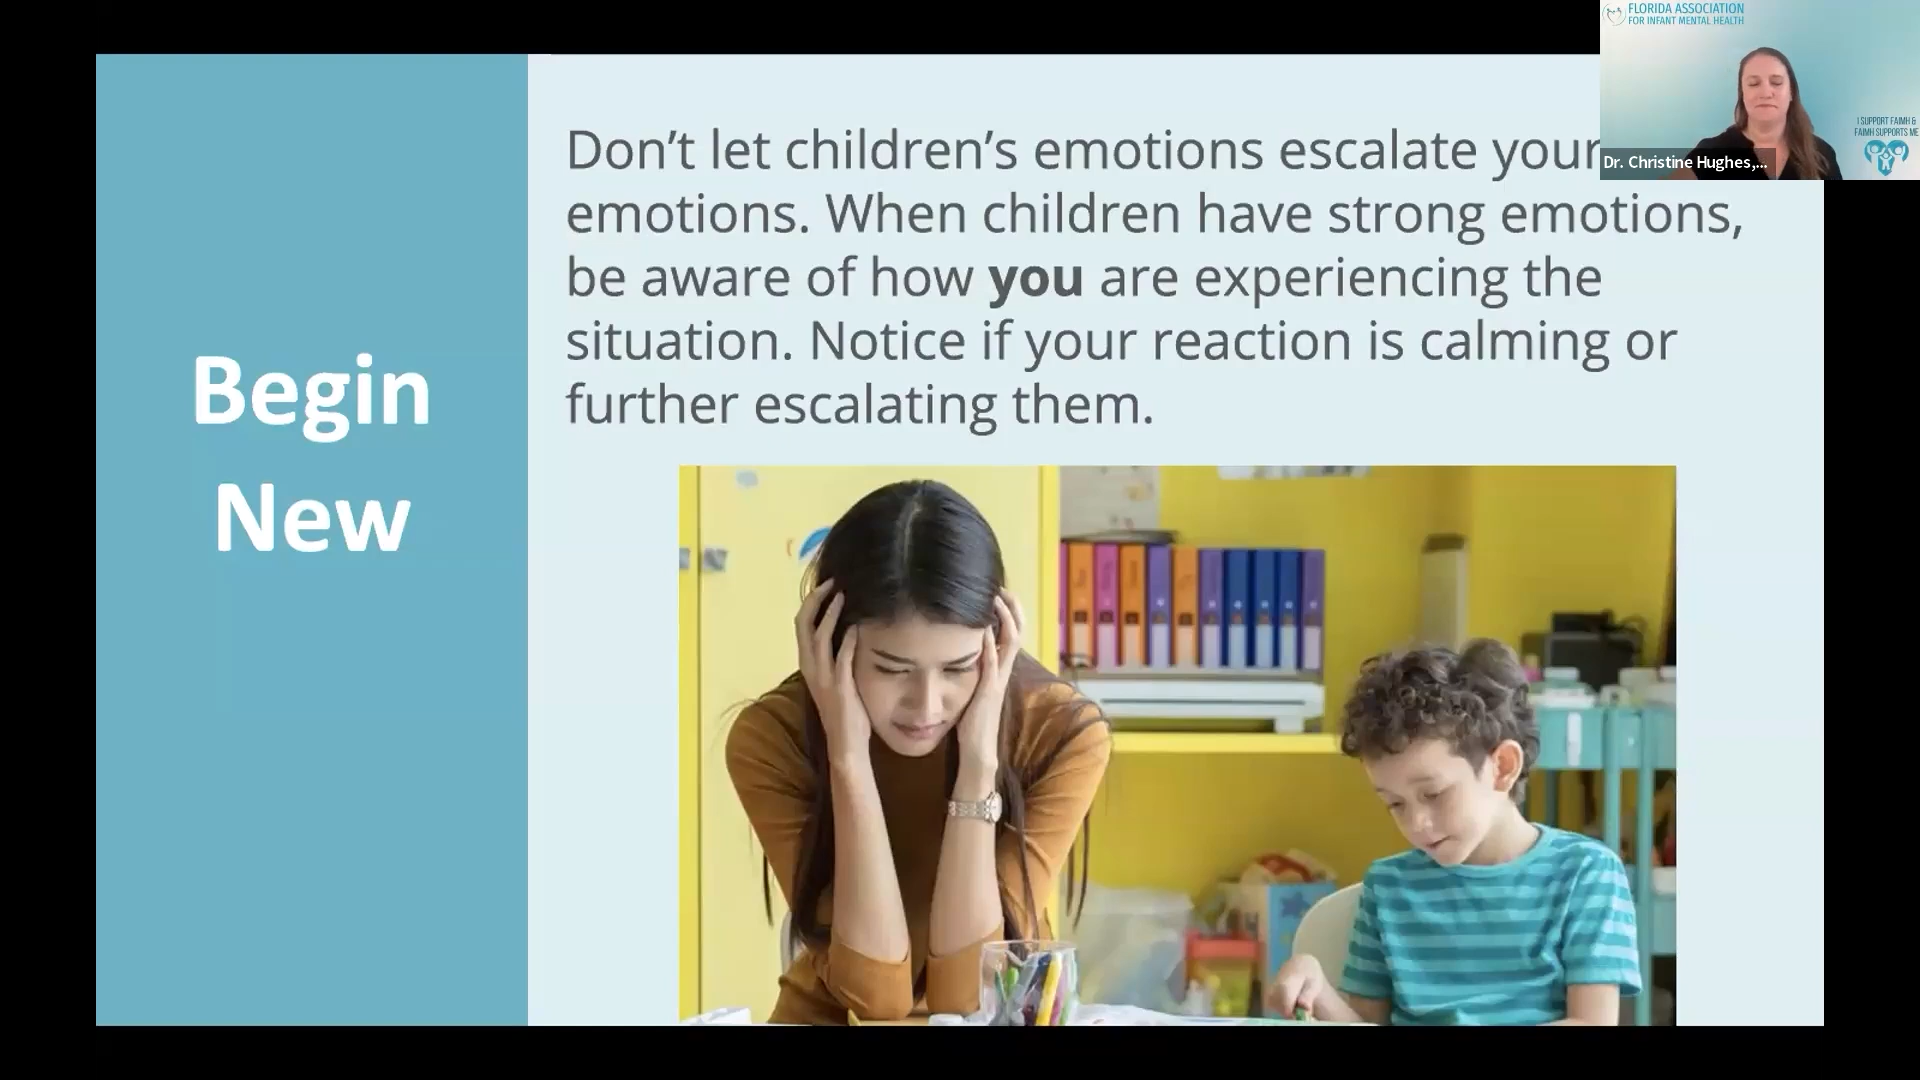 FLORIDA ASSOCIATION
FOR INFANT MENTAL HEALTH
I SUPPORT FAIMH &
FAIMH SUPPORTS ME
Dr. Christine Hughes,...
Begin
New
Don’t let children’s emotions escalate your
emotions. When children have strong emotions,
be aware of how you are experiencing the
situation. Notice if your reaction is calming or
further escalating them.